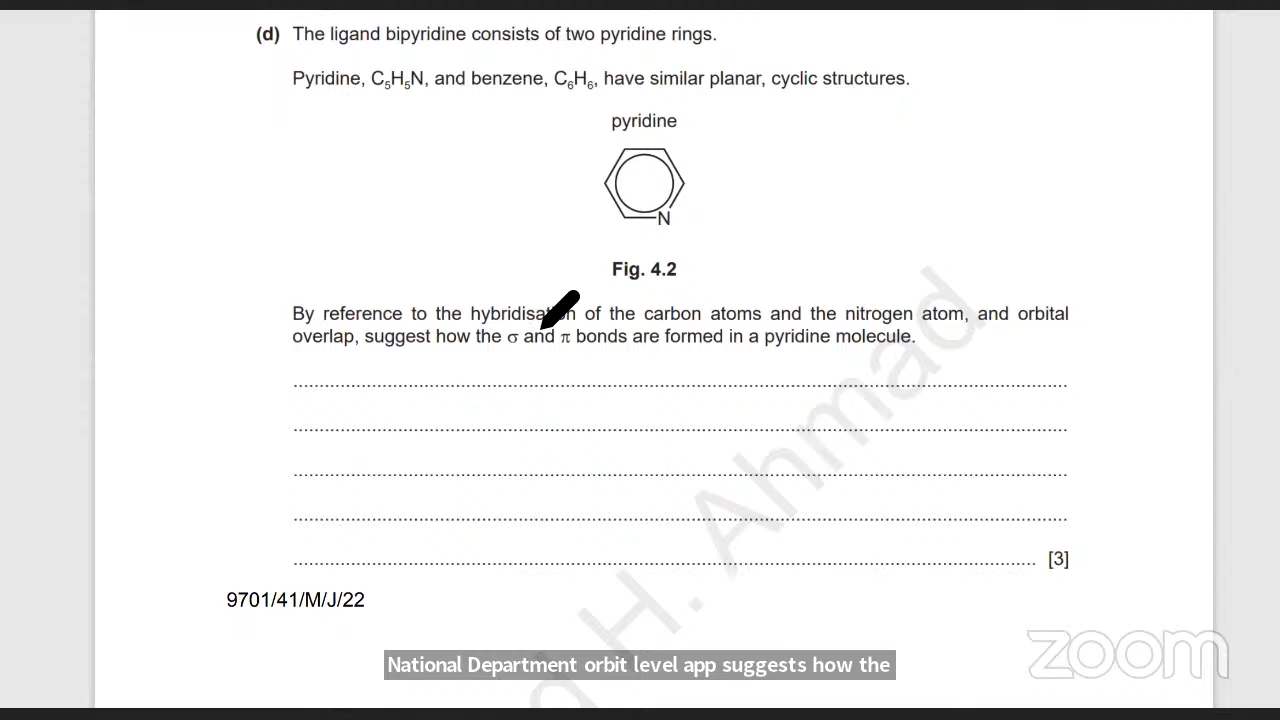 (d) The ligand bipyridine consists of two pyridine rings.
Pyridine, C₅H₅N, and benzene, C₆H₆, have similar planar, cyclic structures.
pyridine
N
Fig. 4.2
By reference to the hybridisation of the carbon atoms and the nitrogen atom, and orbital
overlap, suggest how the σ and π bonds are formed in a pyridine molecule.
[3]
9701/41/M/J/22
H. Ahmad
zoom
National Department orbit level app suggests how the